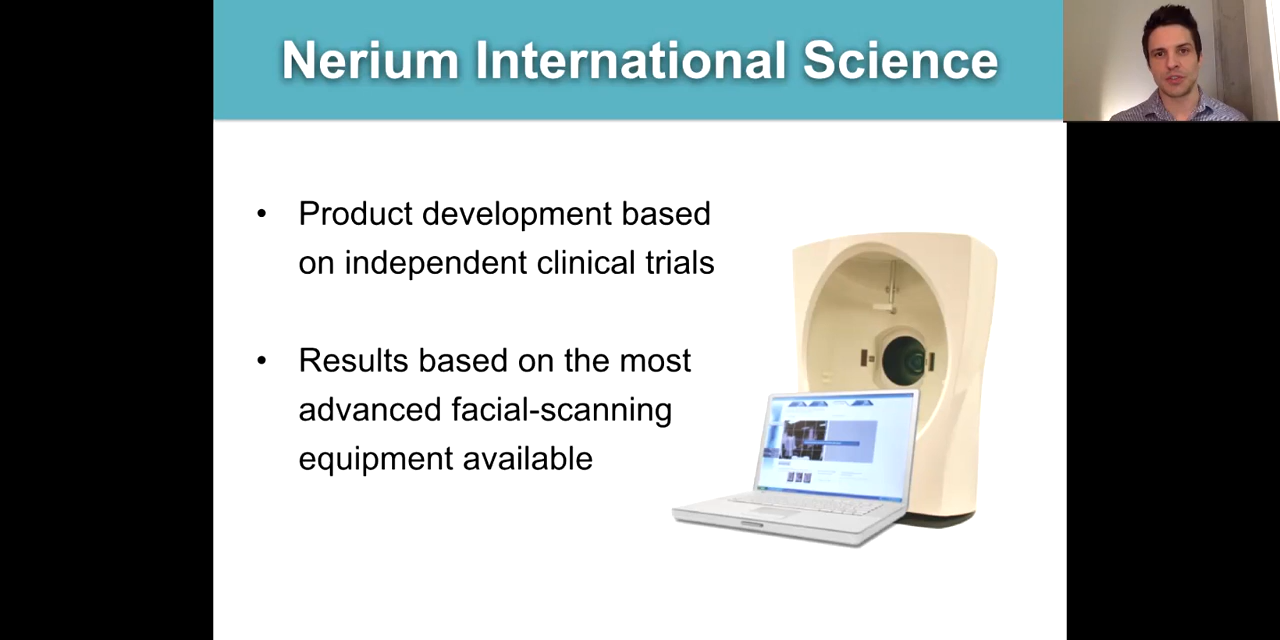 Nerium International Science
• Product development based
on independent clinical trials
• Results based on the most
advanced facial-scanning
equipment available